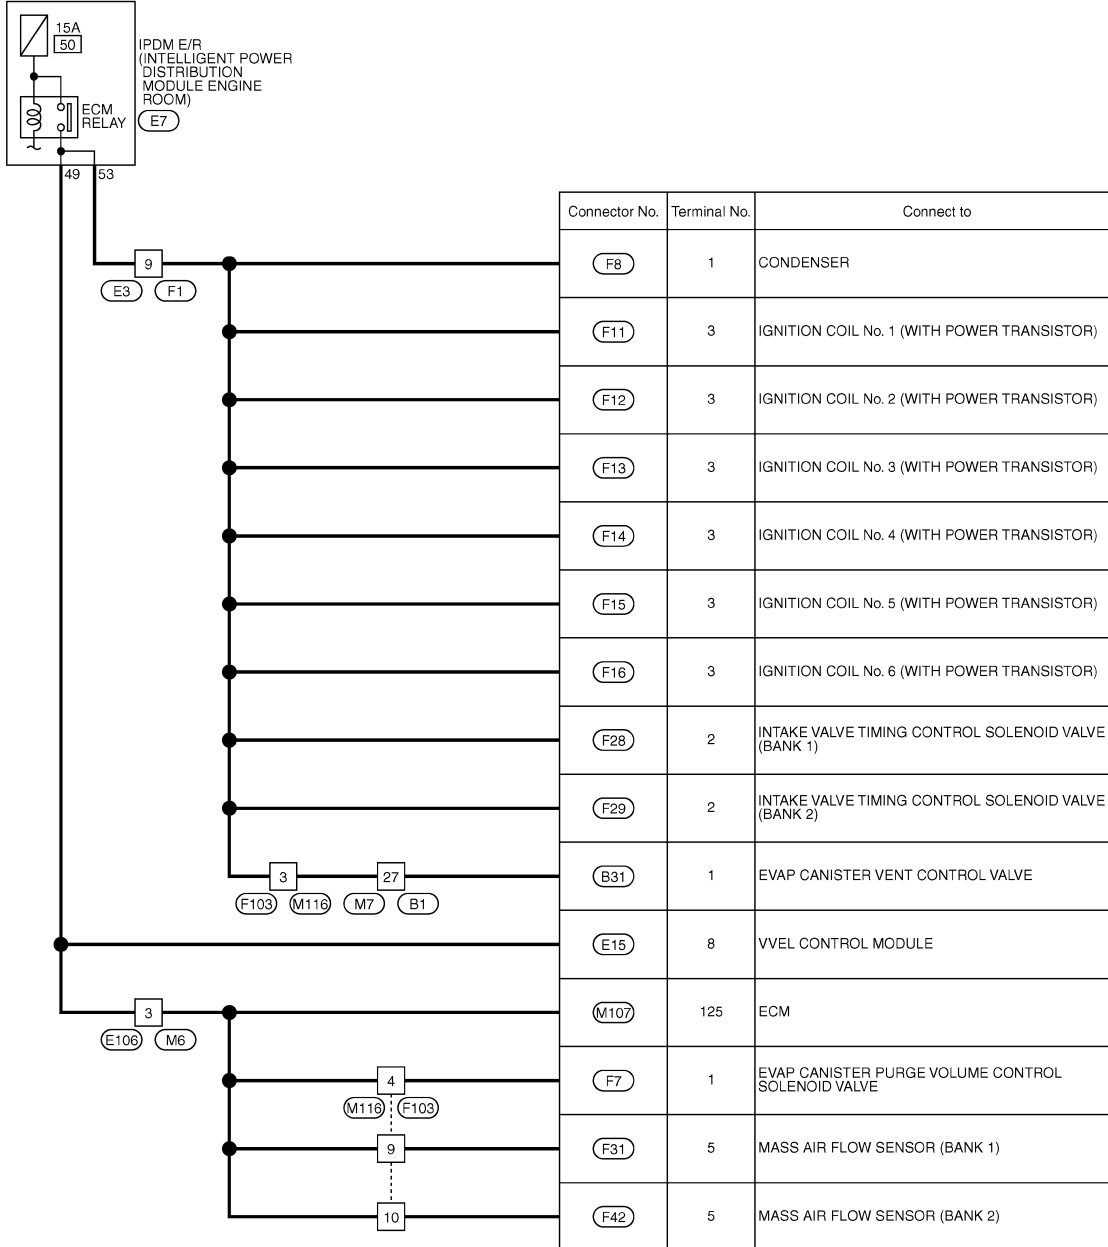 15A
50
IPDM E/R
(INTELLIGENT POWER
DISTRIBUTION
MODULE ENGINE
ROOM)
E7
ECM
RELAY
49
53
Connector No.
Terminal No.
Connect to
9
E3
F1
F8
1
CONDENSER
F11
3
IGNITION COIL No. 1 (WITH POWER TRANSISTOR)
F12
3
IGNITION COIL No. 2 (WITH POWER TRANSISTOR)
F13
3
IGNITION COIL No. 3 (WITH POWER TRANSISTOR)
F14
3
IGNITION COIL No. 4 (WITH POWER TRANSISTOR)
F15
3
IGNITION COIL No. 5 (WITH POWER TRANSISTOR)
F16
3
IGNITION COIL No. 6 (WITH POWER TRANSISTOR)
F28
2
INTAKE VALVE TIMING CONTROL SOLENOID VALVE
(BANK 1)
F29
2
INTAKE VALVE TIMING CONTROL SOLENOID VALVE
(BANK 2)
3
27
F103
M116
M7
B1
B31
1
EVAP CANISTER VENT CONTROL VALVE
E15
8
VVEL CONTROL MODULE
3
E106
M6
M107
125
ECM
4
M116
F103
F7
1
EVAP CANISTER PURGE VOLUME CONTROL
SOLENOID VALVE
9
F31
5
MASS AIR FLOW SENSOR (BANK 1)
10
F42
5
MASS AIR FLOW SENSOR (BANK 2)